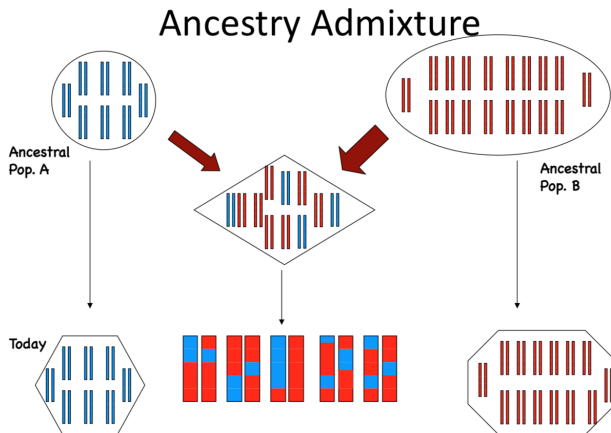 Ancestry Admixture
Ancestral
Pop. A
Ancestral
Pop. B
Today